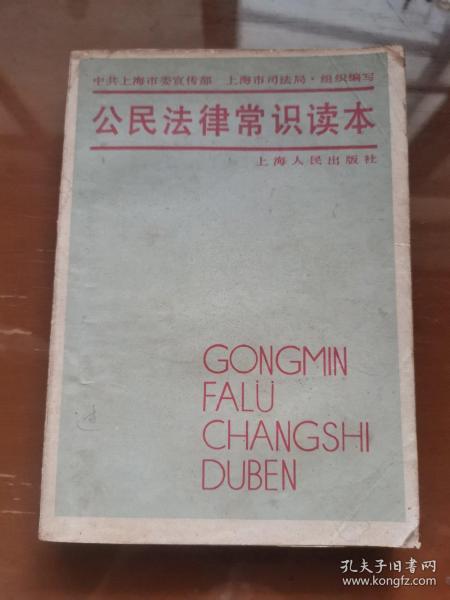 中共上海市委宣传部 上海市司法局·组织编写
公民法律常识读本
上海人民出版社
GONGMIN
FALÜ
CHANGSHI
DUBEN
孔夫子旧书网
www.kongfz.com